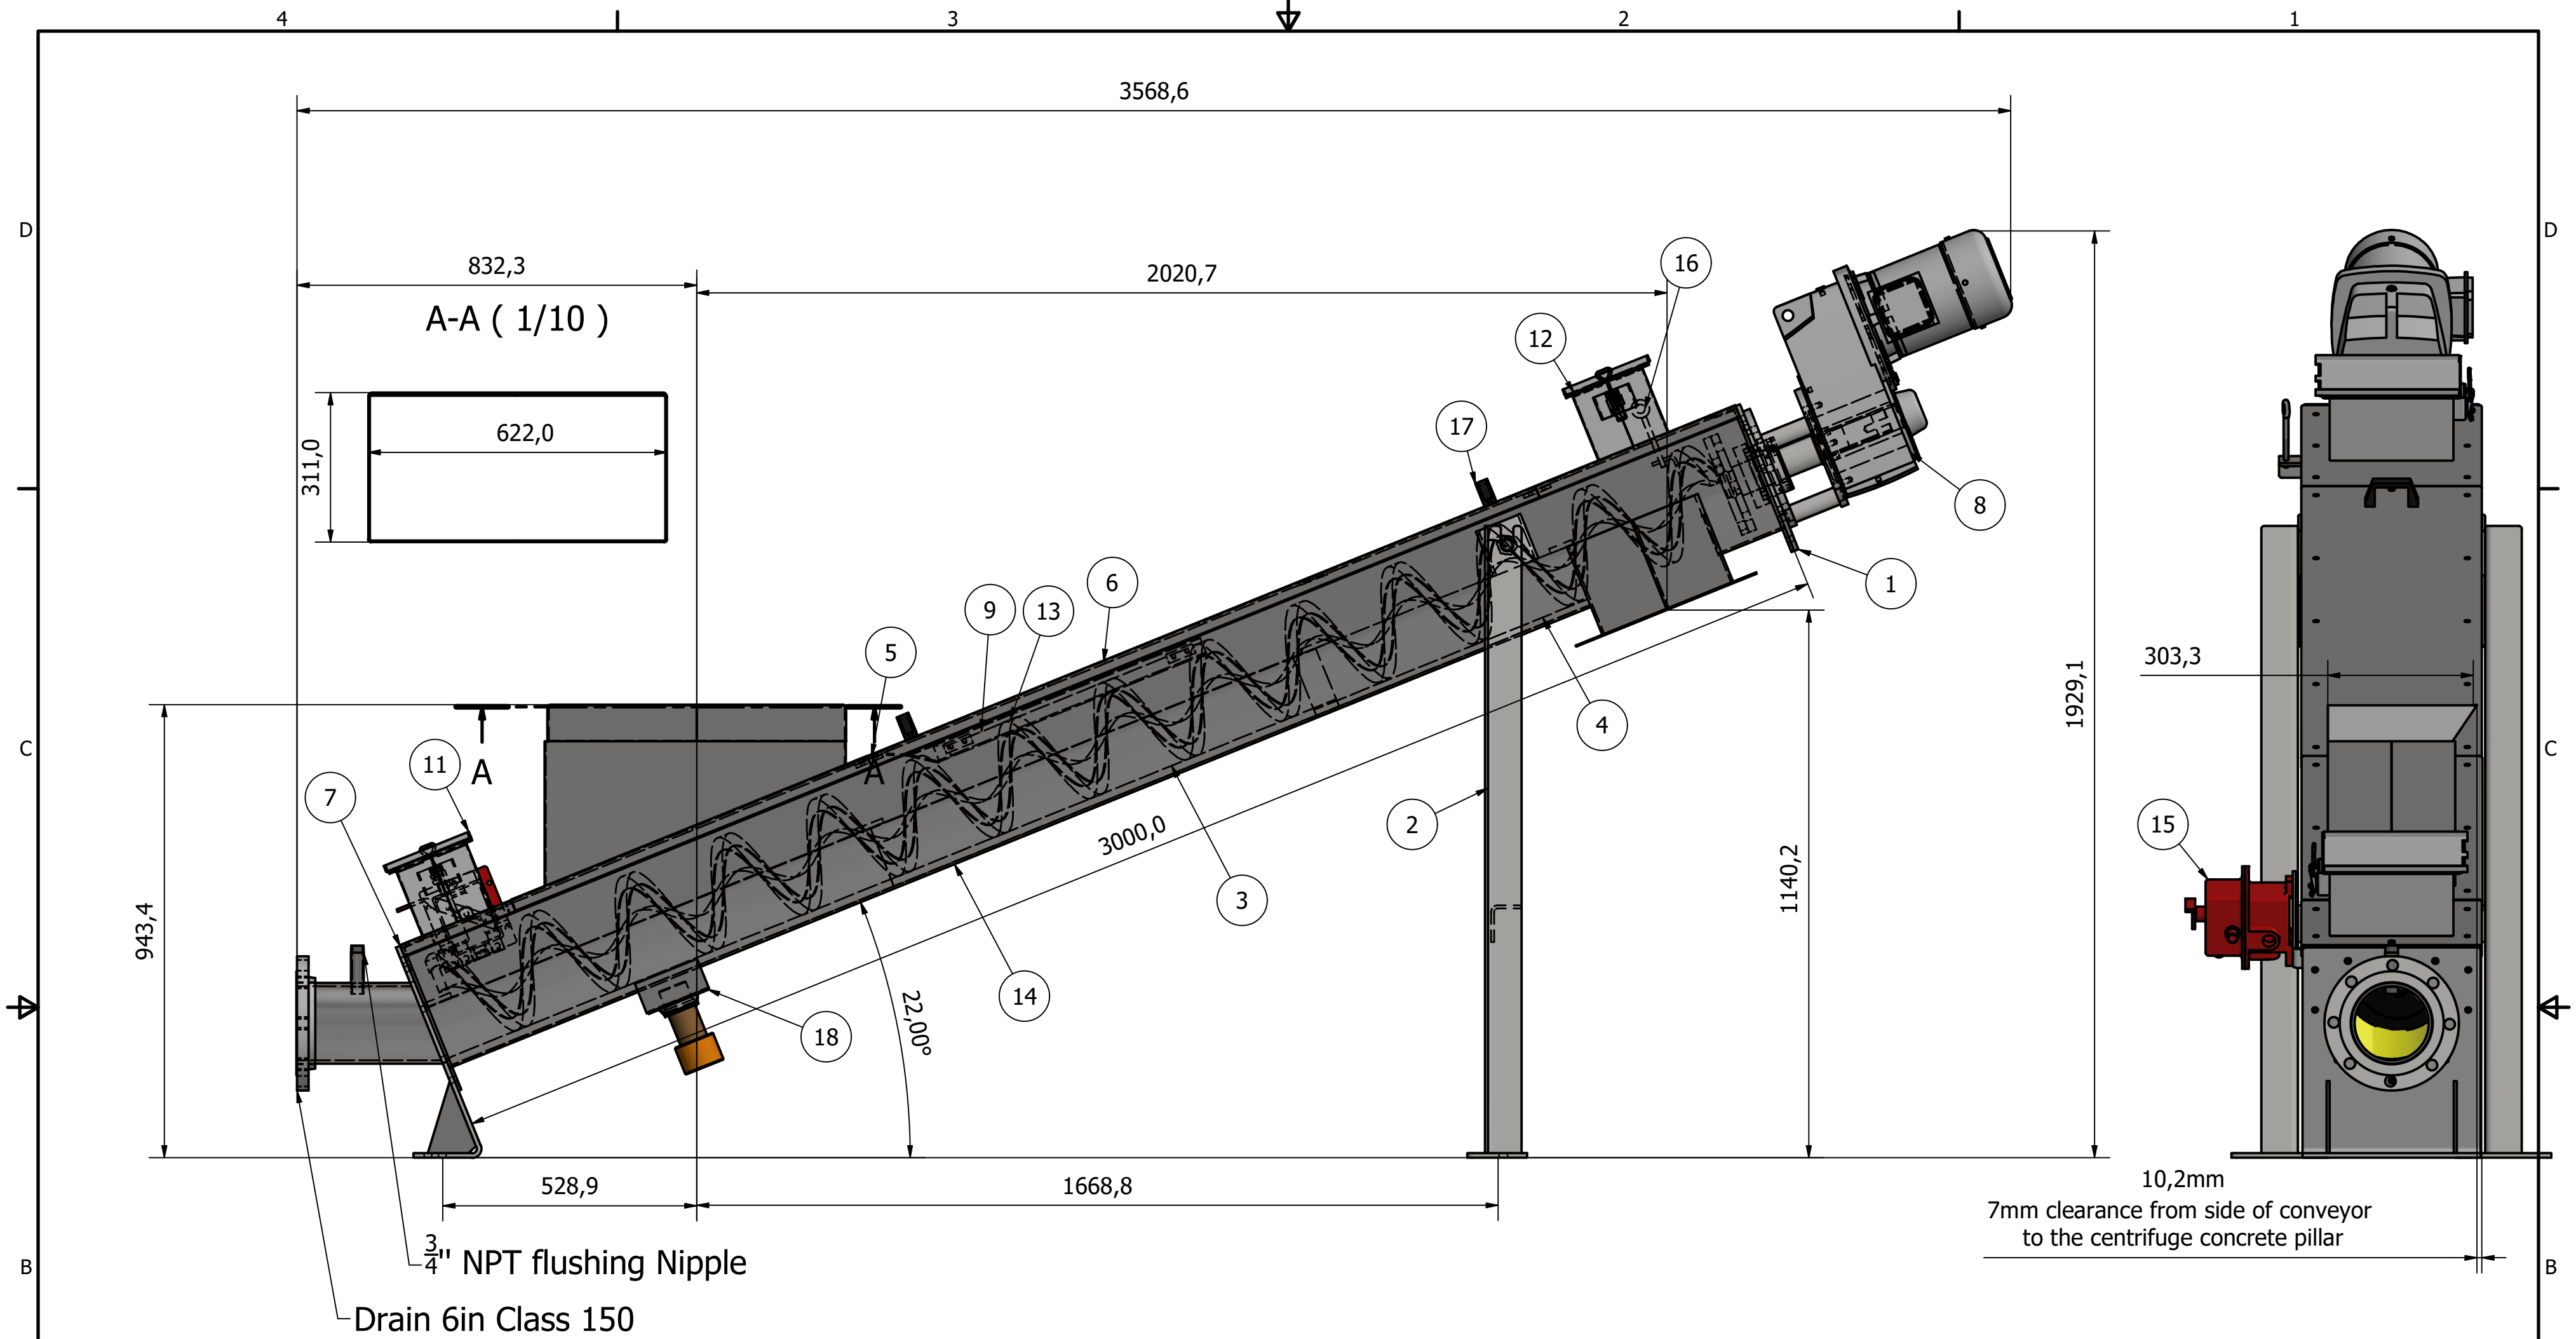 4 3 2 1
3568,6
D D
832,3
2020,7
16
A-A ( 1/10 )
12
17
622,0
311,0
8
6
1
9 13
5
303,3
1929,1
4
C C
11 A A
7
2
15
3000,0
1140,2
3
943,4
14
22,00°
18
10,2mm
528,9
1668,8
7mm clearance from side of conveyor
to the centrifuge concrete pillar
3/4" NPT flushing Nipple
B B
Drain 6in Class 150